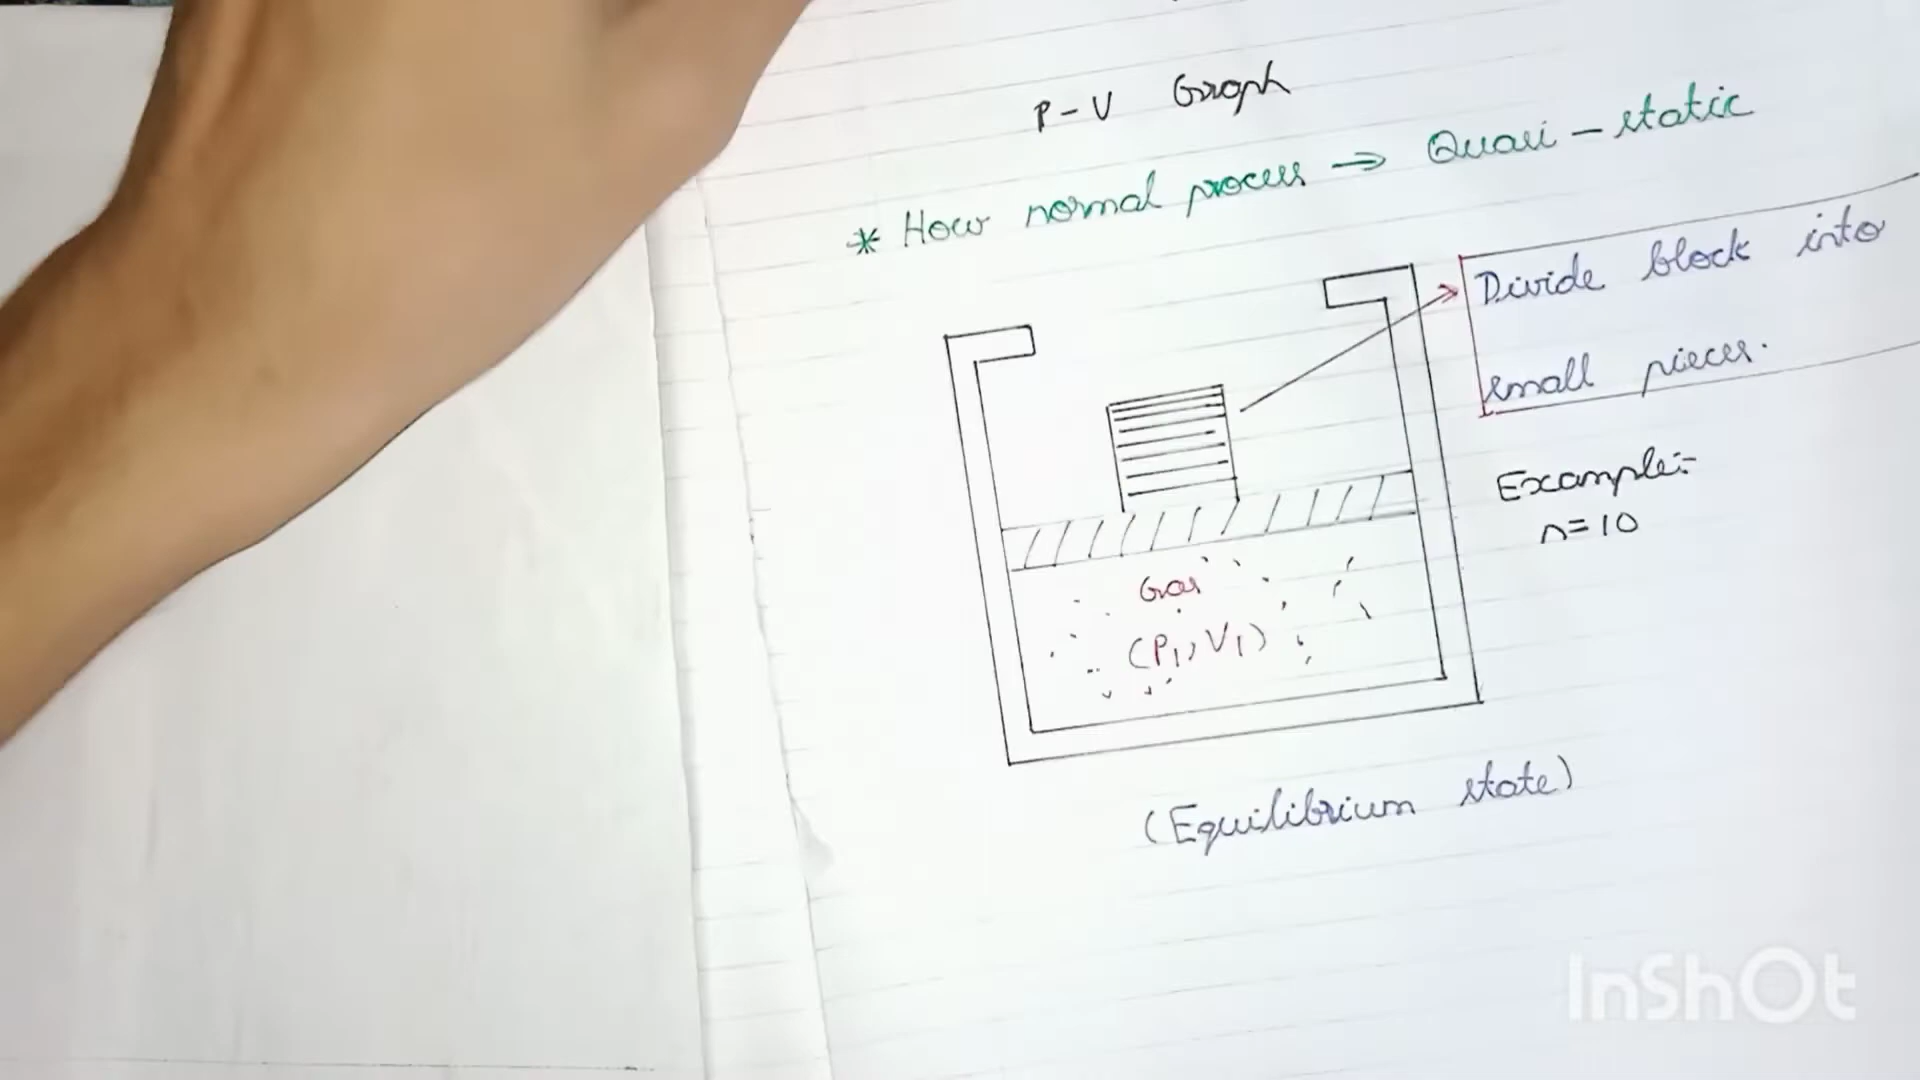 P-V Graph
* How normal process → Quasi-static
Divide block into
small pieces.
Example:-
n=10
Gas
(P1, V1)
(Equilibrium state)
InShOt